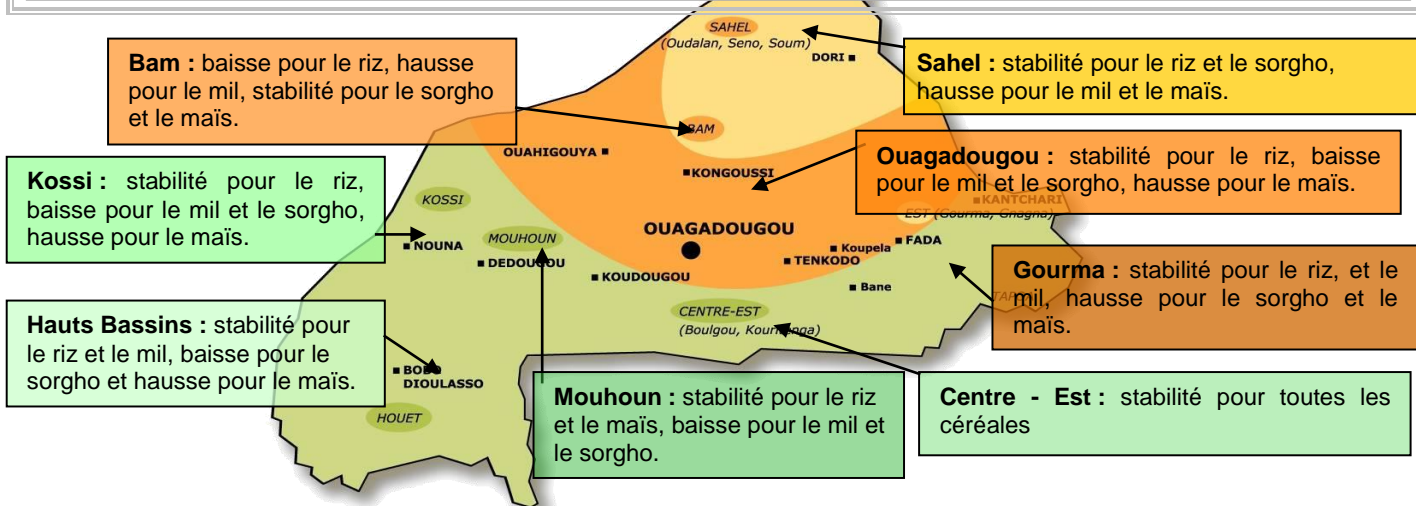 SAHEL
(Oudalan, Seno, Soum)
DORI
Bam : baisse pour le riz, hausse
pour le mil, stabilité pour le sorgho
et le maïs.
Sahel : stabilité pour le riz et le sorgho,
hausse pour le mil et le maïs.
BAM
OUAHIGOUYA
KONGOUSSI
Ouagadougou : stabilité pour le riz, baisse
pour le mil et le sorgho, hausse pour le maïs.
Kossi : stabilité pour le riz,
baisse pour le mil et le sorgho,
hausse pour le maïs.
KOSSI
NOUNA
MOUHOUN
DEDOUGOU
OUAGADOUGOU
KOUDOUGOU
KANTCHARI
EST (Gourma, Gnagna)
Koupela
FADA
TENKODO
Bane
Gourma : stabilité pour le riz, et le
mil, hausse pour le sorgho et le
maïs.
CENTRE-EST
(Boulgou,
Hauts Bassins : stabilité pour
le riz et le mil, baisse pour le
sorgho et hausse pour le maïs.
BOBO
DIOULASSO
HOUET
Mouhoun : stabilité pour le riz
et le maïs, baisse pour le mil et
le sorgho.
Centre - Est : stabilité pour toutes les
céréales